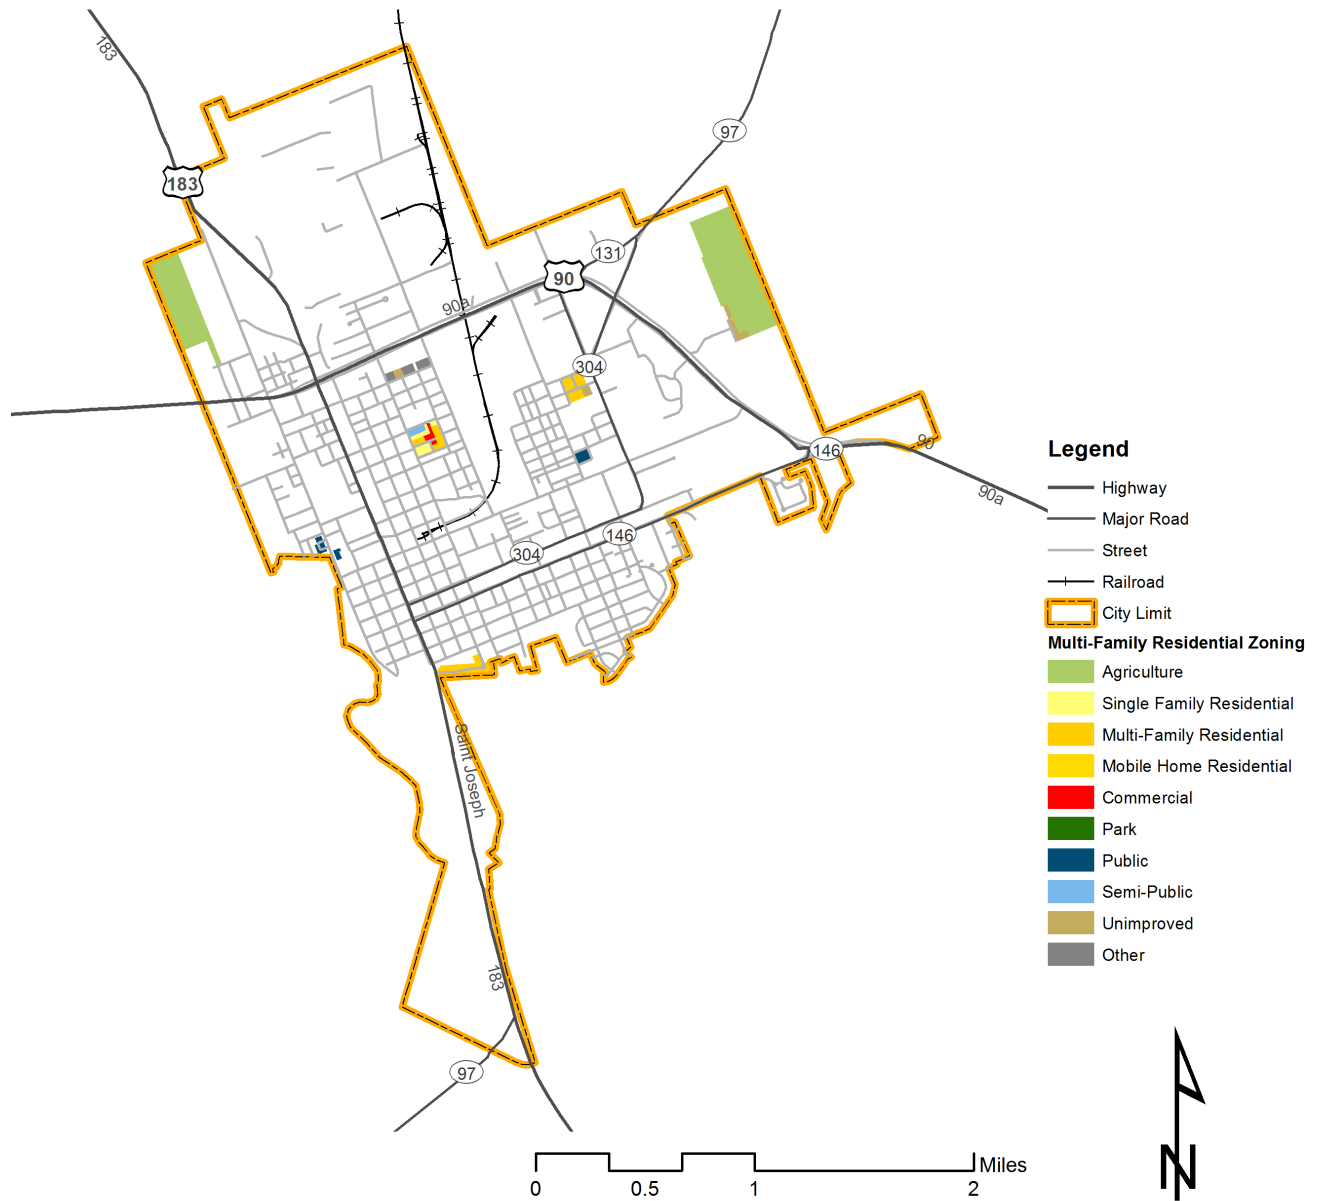 183
97
183
131
90
90a
304
146
90
90a
304
146
Saint Joseph
183
97
Legend
Highway
Major Road
Street
Railroad
City Limit
Multi-Family Residential Zoning
Agriculture
Single Family Residential
Multi-Family Residential
Mobile Home Residential
Commercial
Park
Public
Semi-Public
Unimproved
Other
N
Miles
0 0.5 1 2